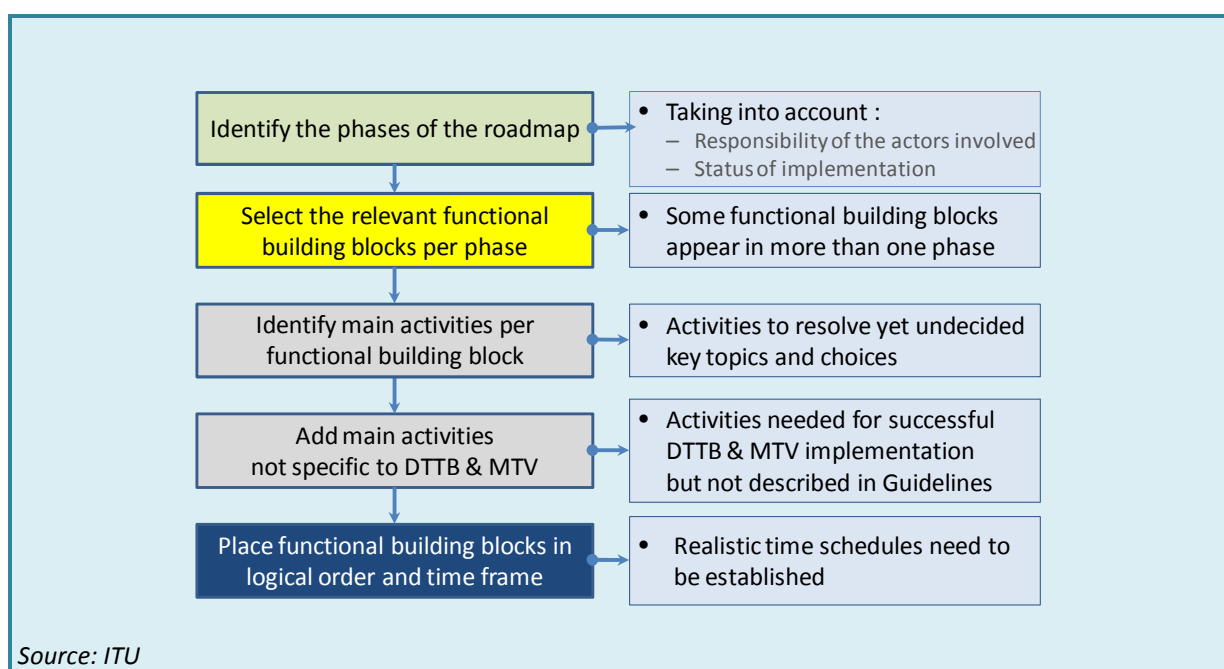 Identify the phases of the roadmap
• Taking into account :
– Responsibility of the actors involved
– Status of implementation
Select the relevant functional
building blocks per phase
• Some functional building blocks
appear in more than one phase
Identify main activities per
functional building block
• Activities to resolve yet undecided
key topics and choices
Add main activities
not specific to DTTB & MTV
• Activities needed for successful
DTTB & MTV implementation
but not described in Guidelines
Place functional building blocks in
logical order and time frame
• Realistic time schedules need to
be established
Source: ITU